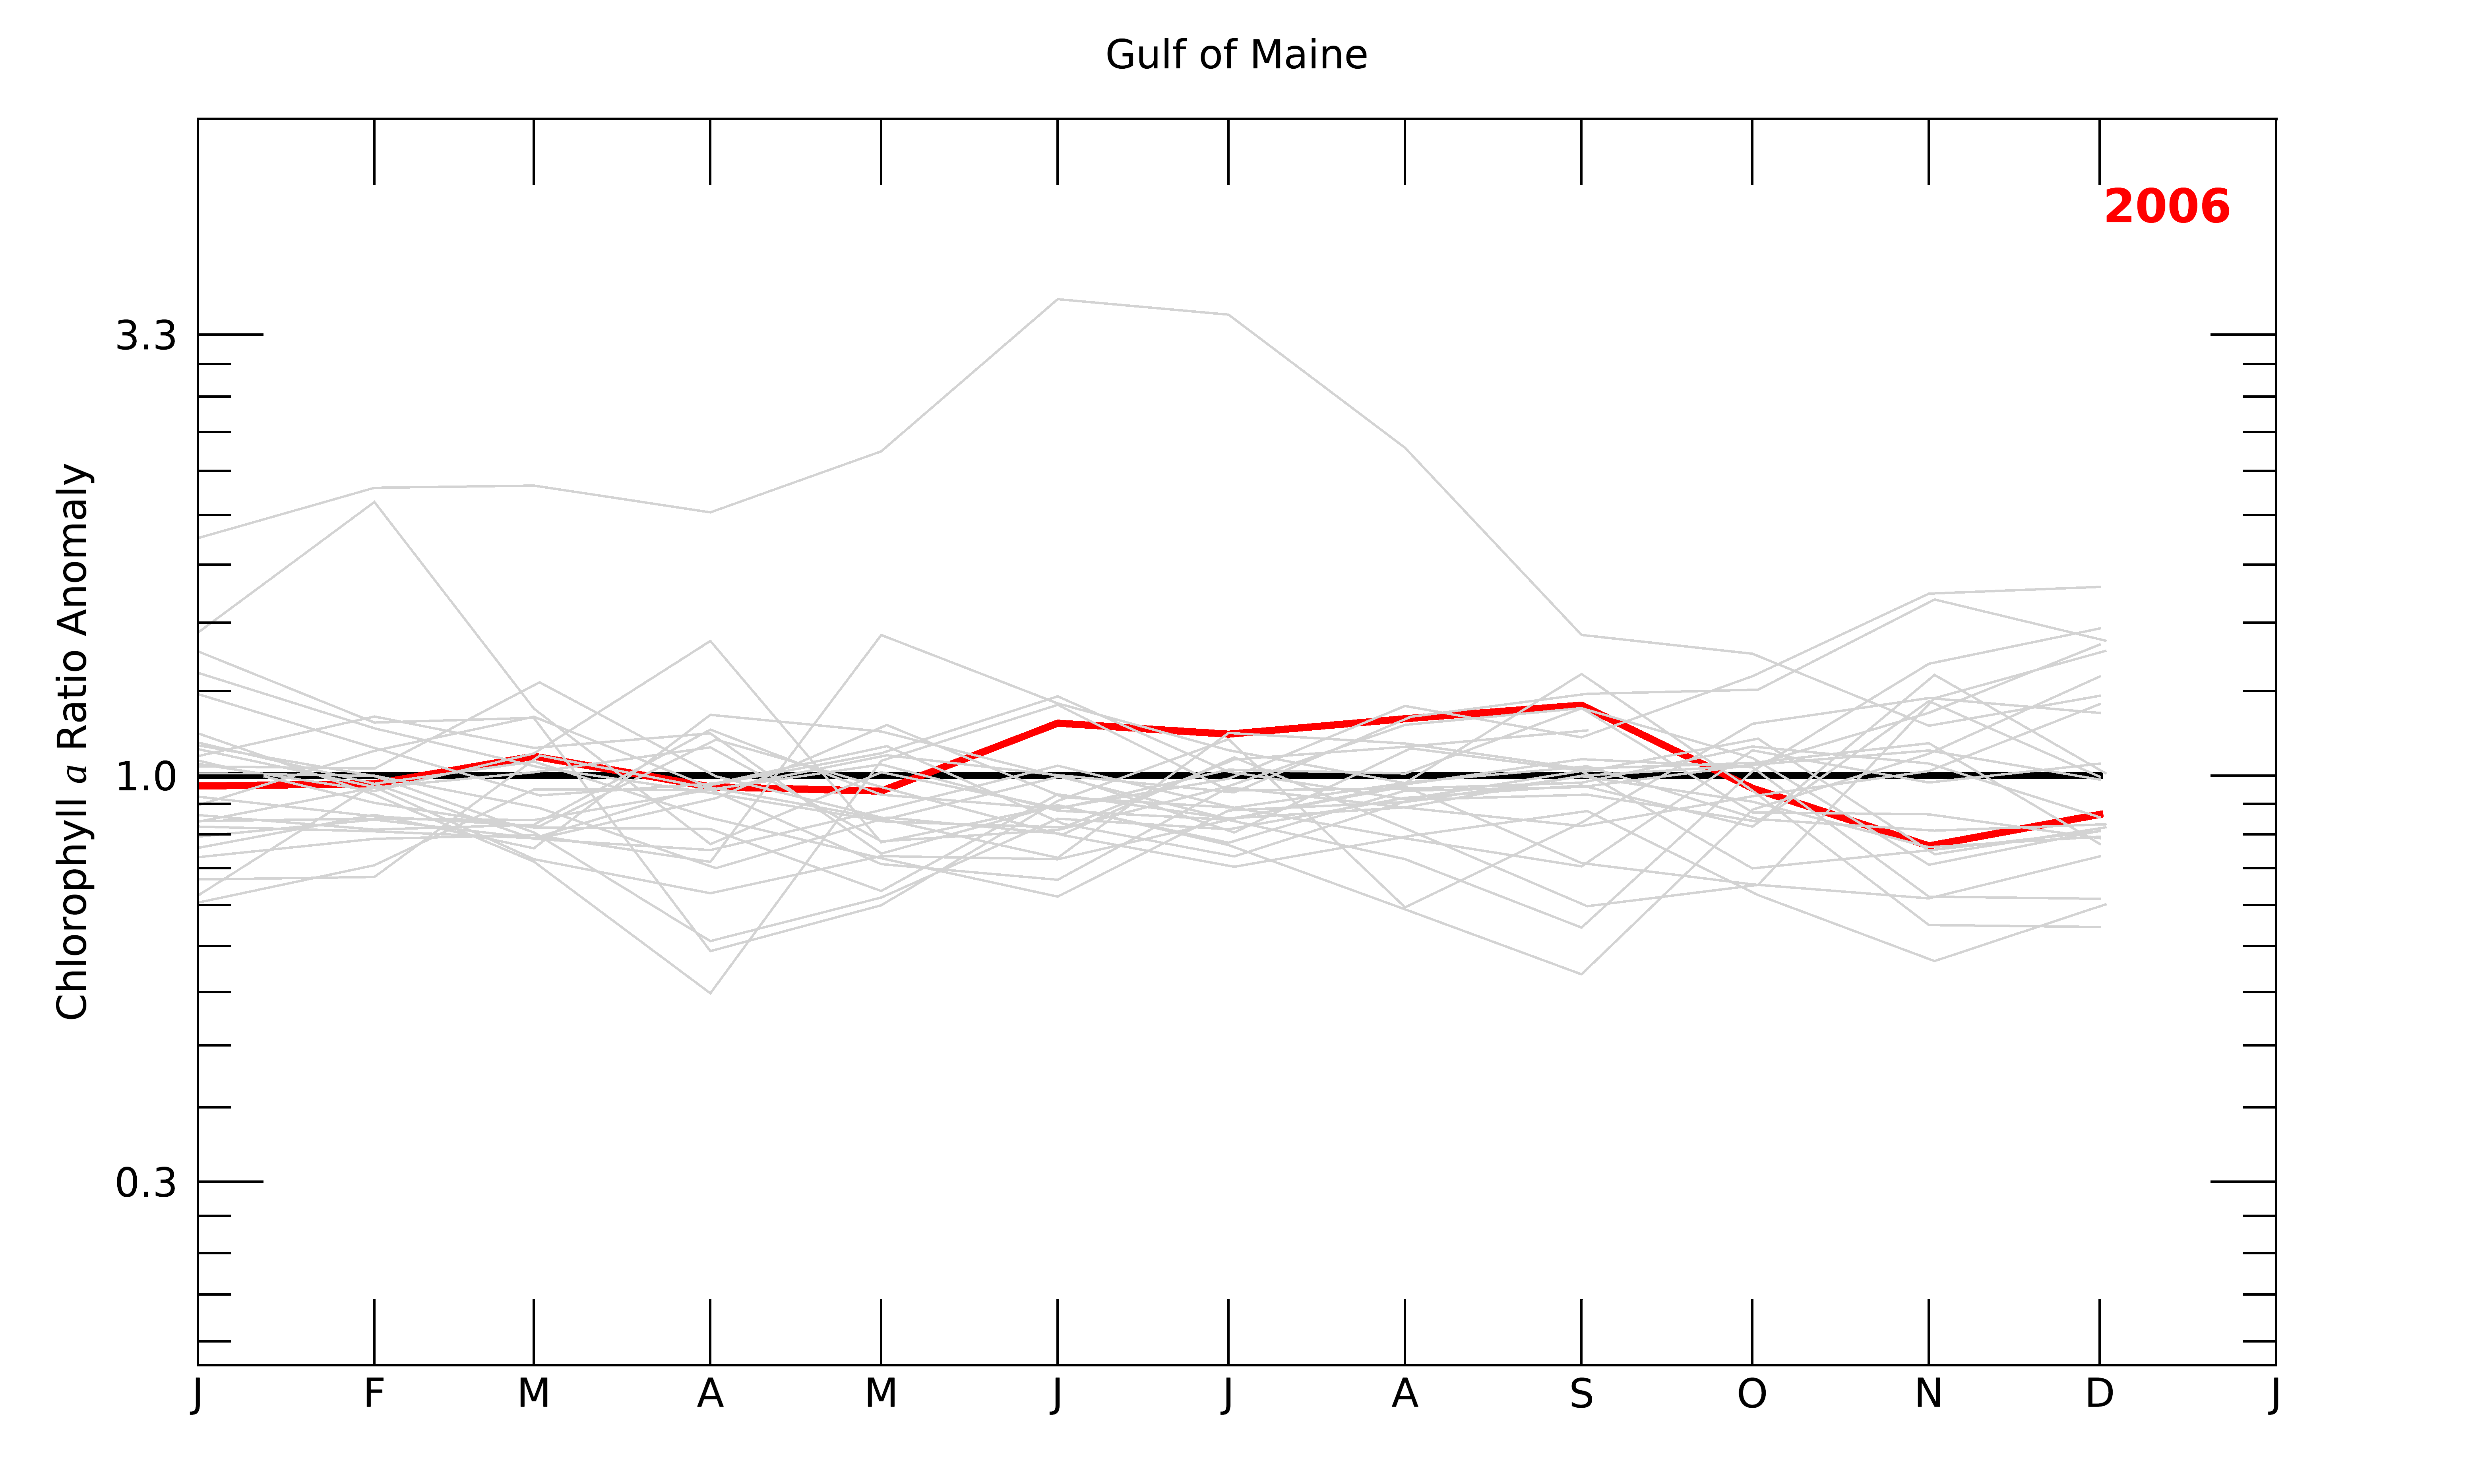 Gulf of Maine
2006
3.3
1.0
0.3
Chlorophyll a Ratio Anomaly
J F M A M J J A S O N D J